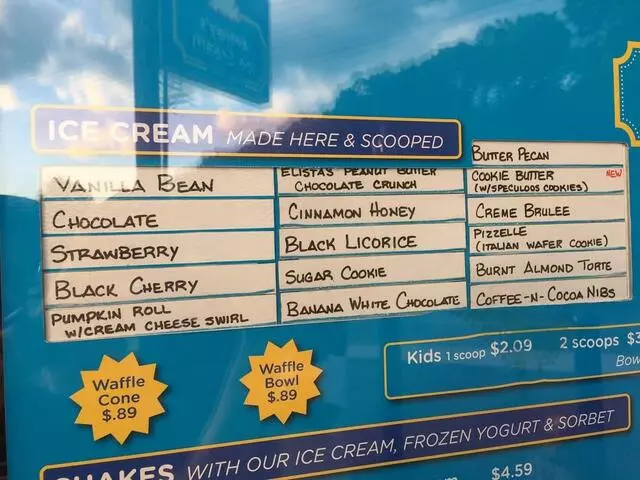 ICE CREAM MADE HERE & SCOOPED
VANILLA BEAN
CHOCOLATE
STRAWBERRY
BLACK CHERRY
PUMPKIN ROLL
W/CREAM CHEESE SWIRL
ELISTA'S PEANUT BUTTER
CHOCOLATE CRUNCH
CINNAMON HONEY
BLACK LICORICE
SUGAR COOKIE
BANANA WHITE CHOCOLATE
BUTTER PECAN
COOKIE BUTTER NEW
(W/SPECULOOS COOKIES)
CREME BRULEE
PIZZELLE
(ITALIAN WAFER COOKIE)
BURNT ALMOND TORTE
COFFEE-N-COCOA NIBS
Waffle
Cone
$.89
Waffle
Bowl
$.89
Kids 1 scoop $2.09 2 scoops
SHAKES WITH OUR ICE CREAM, FROZEN YOGURT & SORBET
$4.59